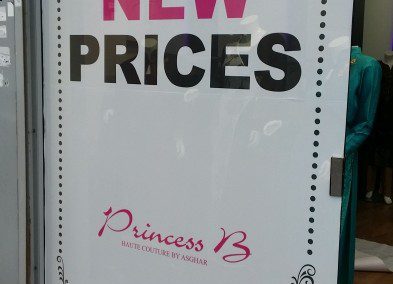 NEW
PRICES
Princess B
HAUTE COUTURE BY ASGHAR